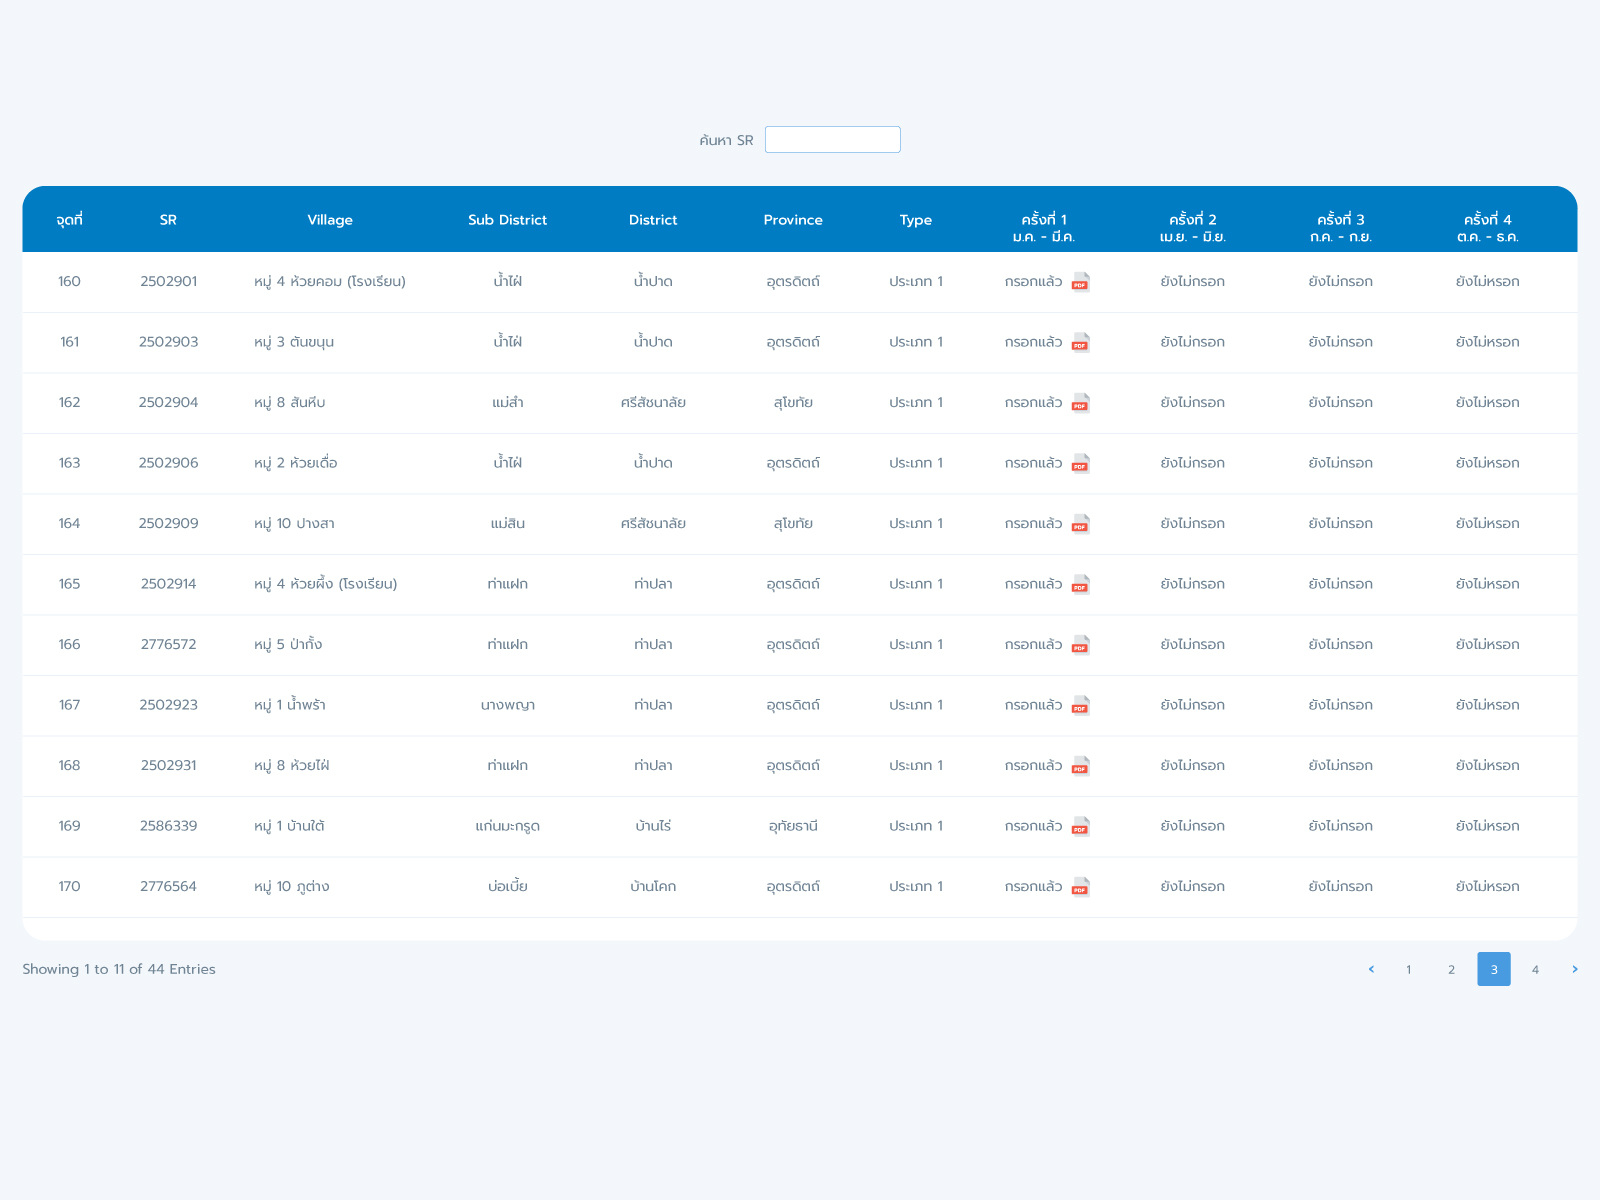 ค้นหา SR
จุดที่ SR Village Sub District District Province Type ครั้งที่ 1 ครั้งที่ 2 ครั้งที่ 3 ครั้งที่ 4
ม.ค. - มี.ค. เม.ย. - มิ.ย. ก.ค. - ก.ย. ต.ค. - ธ.ค.
160 2502901 หมู่ 4 ห้วยคอม (โรงเรียน) น้ำไผ่ น้ำปาด อุตรดิตถ์ ประเภท 1 กรอกแล้ว PDF ยังไม่กรอก ยังไม่กรอก ยังไม่หรอก
161 2502903 หมู่ 3 ต้นขนุน น้ำไผ่ น้ำปาด อุตรดิตถ์ ประเภท 1 กรอกแล้ว PDF ยังไม่กรอก ยังไม่กรอก ยังไม่หรอก
162 2502904 หมู่ 8 สันหีบ แม่สำ ศรีสัชนาลัย สุโขทัย ประเภท 1 กรอกแล้ว PDF ยังไม่กรอก ยังไม่กรอก ยังไม่หรอก
163 2502906 หมู่ 2 ห้วยเดื่อ น้ำไผ่ น้ำปาด อุตรดิตถ์ ประเภท 1 กรอกแล้ว PDF ยังไม่กรอก ยังไม่กรอก ยังไม่หรอก
164 2502909 หมู่ 10 ปางสา แม่สิน ศรีสัชนาลัย สุโขทัย ประเภท 1 กรอกแล้ว PDF ยังไม่กรอก ยังไม่กรอก ยังไม่หรอก
165 2502914 หมู่ 4 ห้วยผึ้ง (โรงเรียน) ท่าแฝก ท่าปลา อุตรดิตถ์ ประเภท 1 กรอกแล้ว PDF ยังไม่กรอก ยังไม่กรอก ยังไม่หรอก
166 2776572 หมู่ 5 ป่ากั้ง ท่าแฝก ท่าปลา อุตรดิตถ์ ประเภท 1 กรอกแล้ว PDF ยังไม่กรอก ยังไม่กรอก ยังไม่หรอก
167 2502923 หมู่ 1 น้ำพร้า นางพญา ท่าปลา อุตรดิตถ์ ประเภท 1 กรอกแล้ว PDF ยังไม่กรอก ยังไม่กรอก ยังไม่หรอก
168 2502931 หมู่ 8 ห้วยไผ่ ท่าแฝก ท่าปลา อุตรดิตถ์ ประเภท 1 กรอกแล้ว PDF ยังไม่กรอก ยังไม่กรอก ยังไม่หรอก
169 2586339 หมู่ 1 บ้านใต้ แก่นมะกรูด บ้านไร่ อุทัยธานี ประเภท 1 กรอกแล้ว PDF ยังไม่กรอก ยังไม่กรอก ยังไม่หรอก
170 2776564 หมู่ 10 ภูต่าง บ่อเบี้ย บ้านโคก อุตรดิตถ์ ประเภท 1 กรอกแล้ว PDF ยังไม่กรอก ยังไม่กรอก ยังไม่หรอก
Showing 1 to 11 of 44 Entries ‹ 1 2 3 4 ›